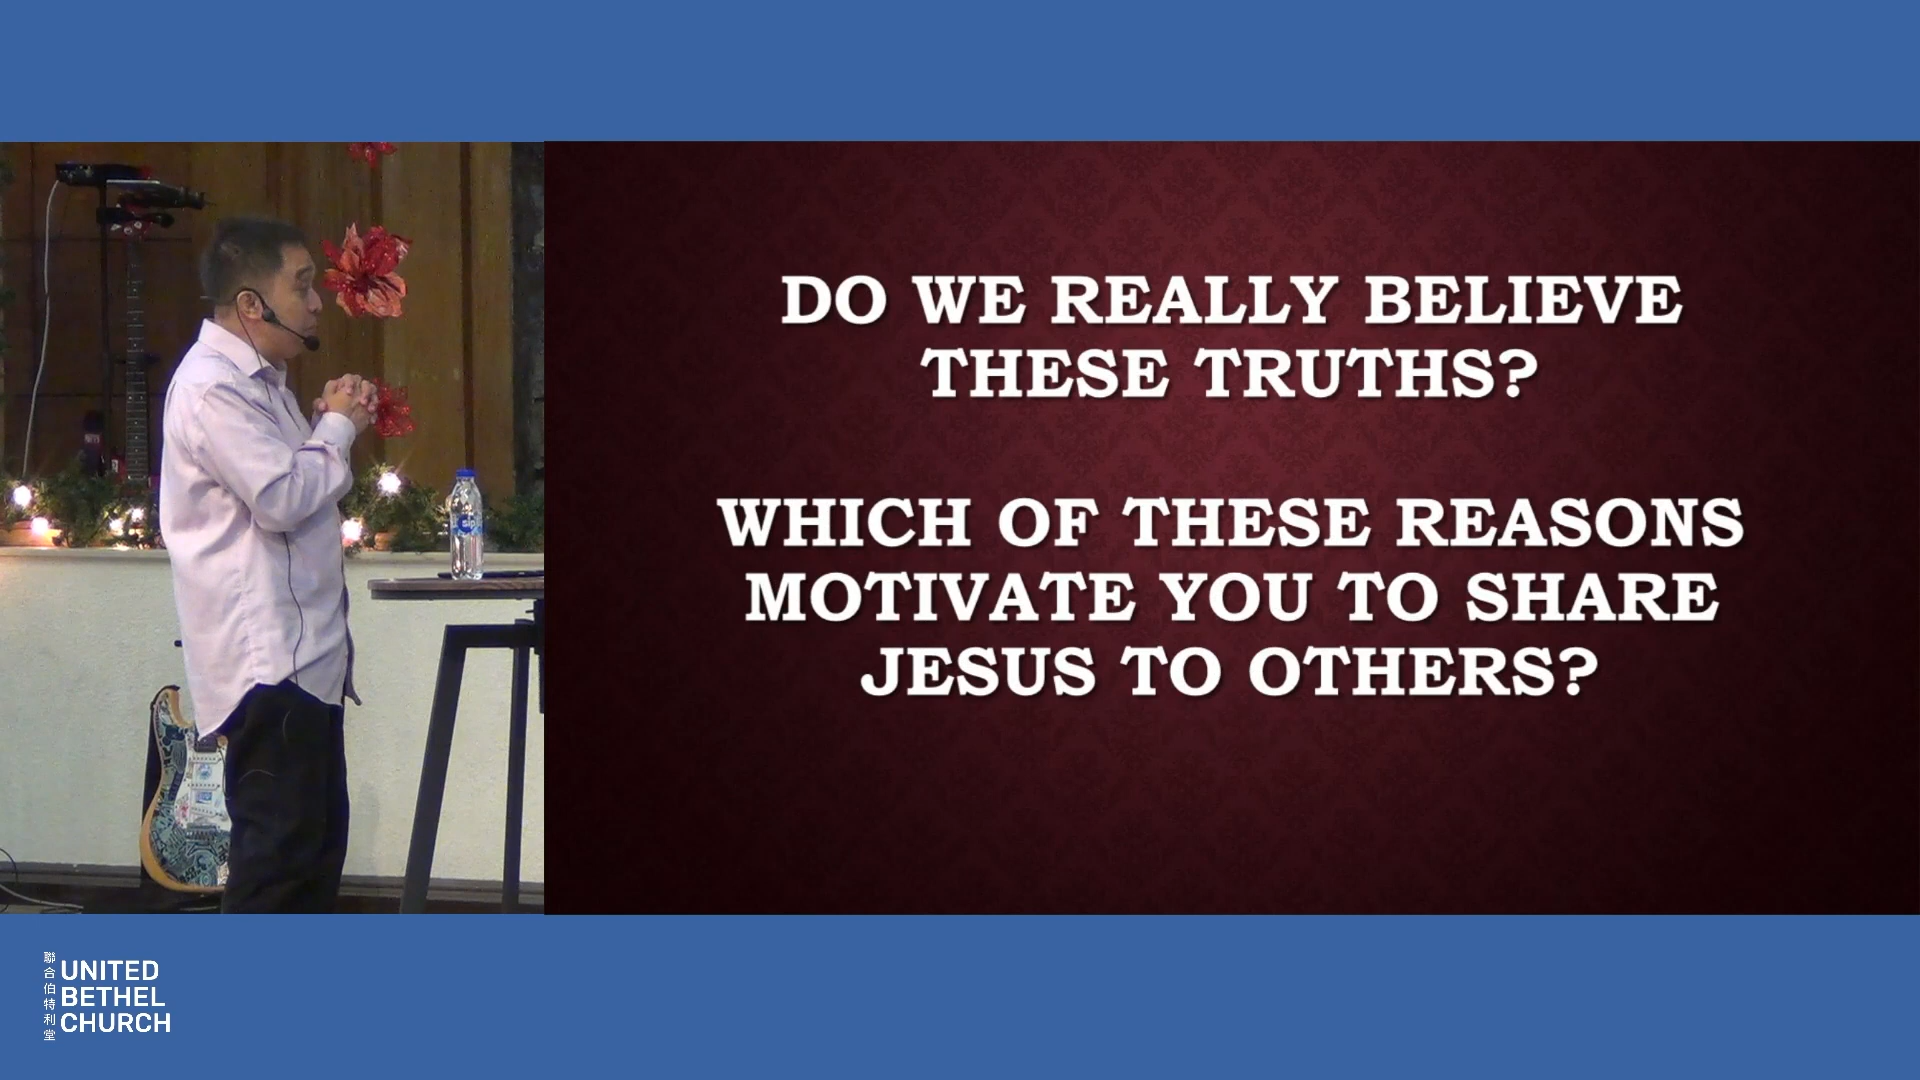 DO WE REALLY BELIEVE
THESE TRUTHS?
WHICH OF THESE REASONS
MOTIVATE YOU TO SHARE
JESUS TO OTHERS?
sip
聯合伯特利堂
UNITED
BETHEL
CHURCH